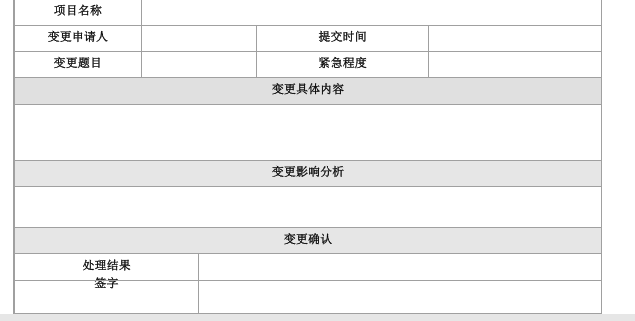 项目名称
变更申请人 提交时间
变更题目 紧急程度
变更具体内容
变更影响分析
变更确认
处理结果
签字